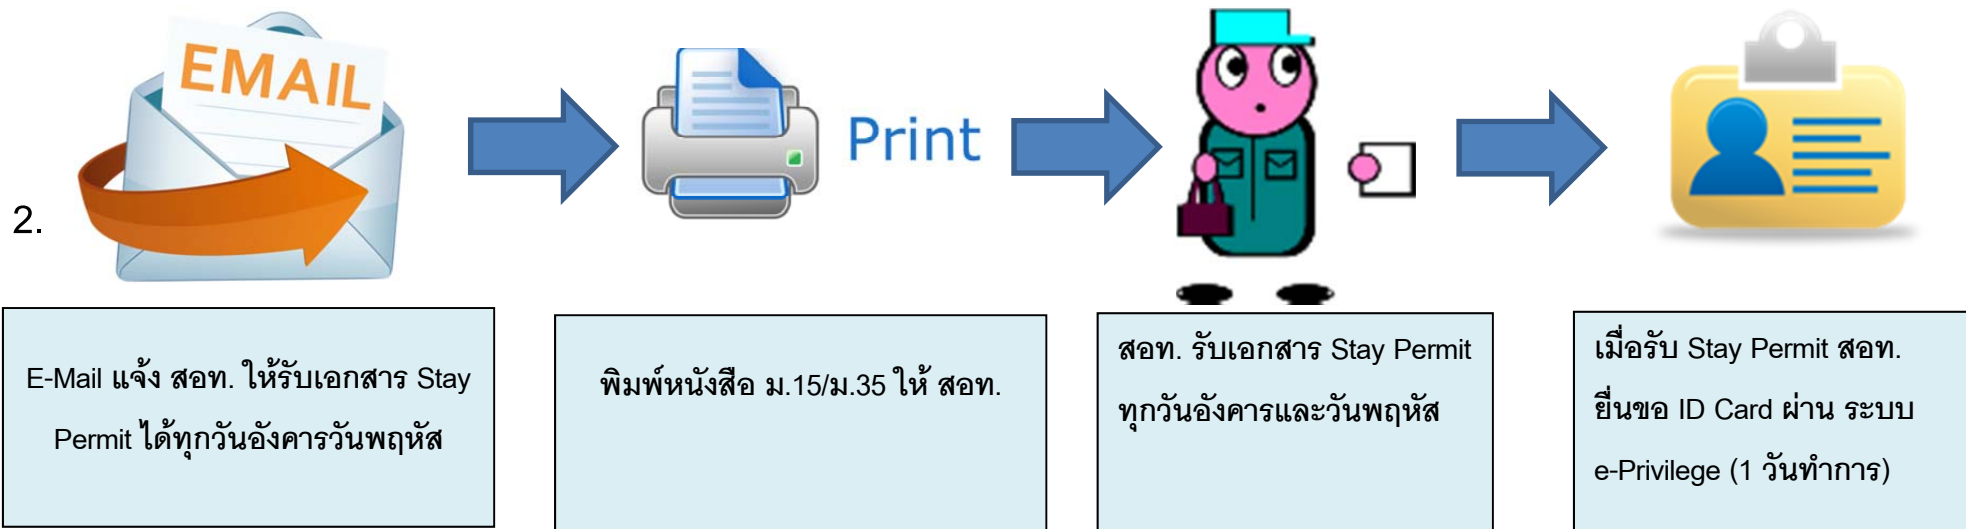 EMAIL
Print
2.
E-Mail แจ้ง สอท. ให้รับเอกสาร Stay
Permit ได้ทุกวันอังคารวันพฤหัส
พิมพ์หนังสือ ม.15/ม.35 ให้ สอท.
สอท. รับเอกสาร Stay Permit
ทุกวันอังคารและวันพฤหัส
เมื่อรับ Stay Permit สอท.
ยื่นขอ ID Card ผ่าน ระบบ
e-Privilege (1 วันทำการ)